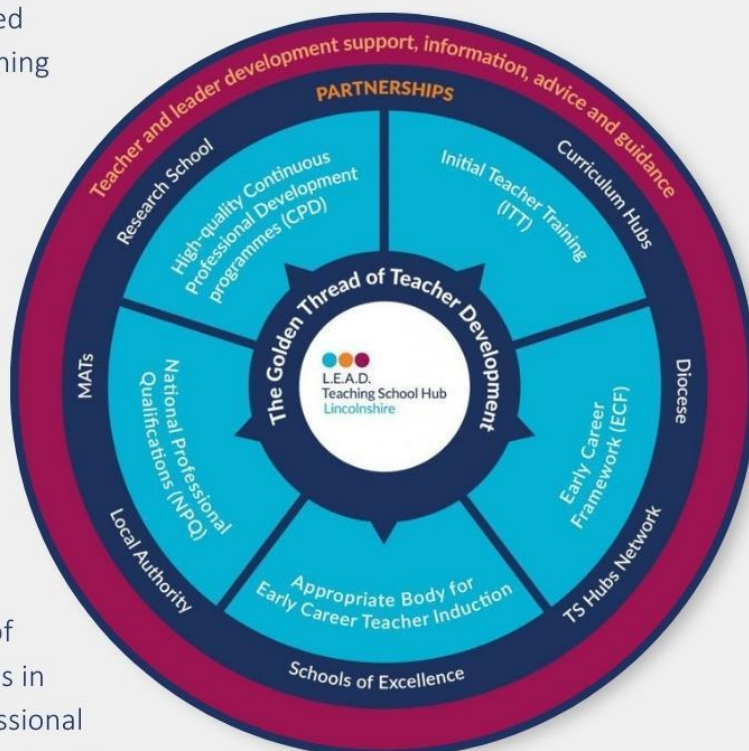 ed
ning
of
s in
ssional
Teacher and leader development support, information, advice and guidance
PARTNERSHIPS
Research School
Curriculum Hubs
Diocese
TS Hubs Network
Schools of Excellence
Local Authority
MATs
High-quality Continuous
Professional Development
programmes (CPD)
Initial Teacher Training
(ITT)
Early Career
Framework (ECF)
Appropriate Body for
Early Career Teacher Induction
National Professional
Qualifications (NPQ)
The Golden Thread of Teacher Development
L.E.A.D.
Teaching School Hub
Lincolnshire